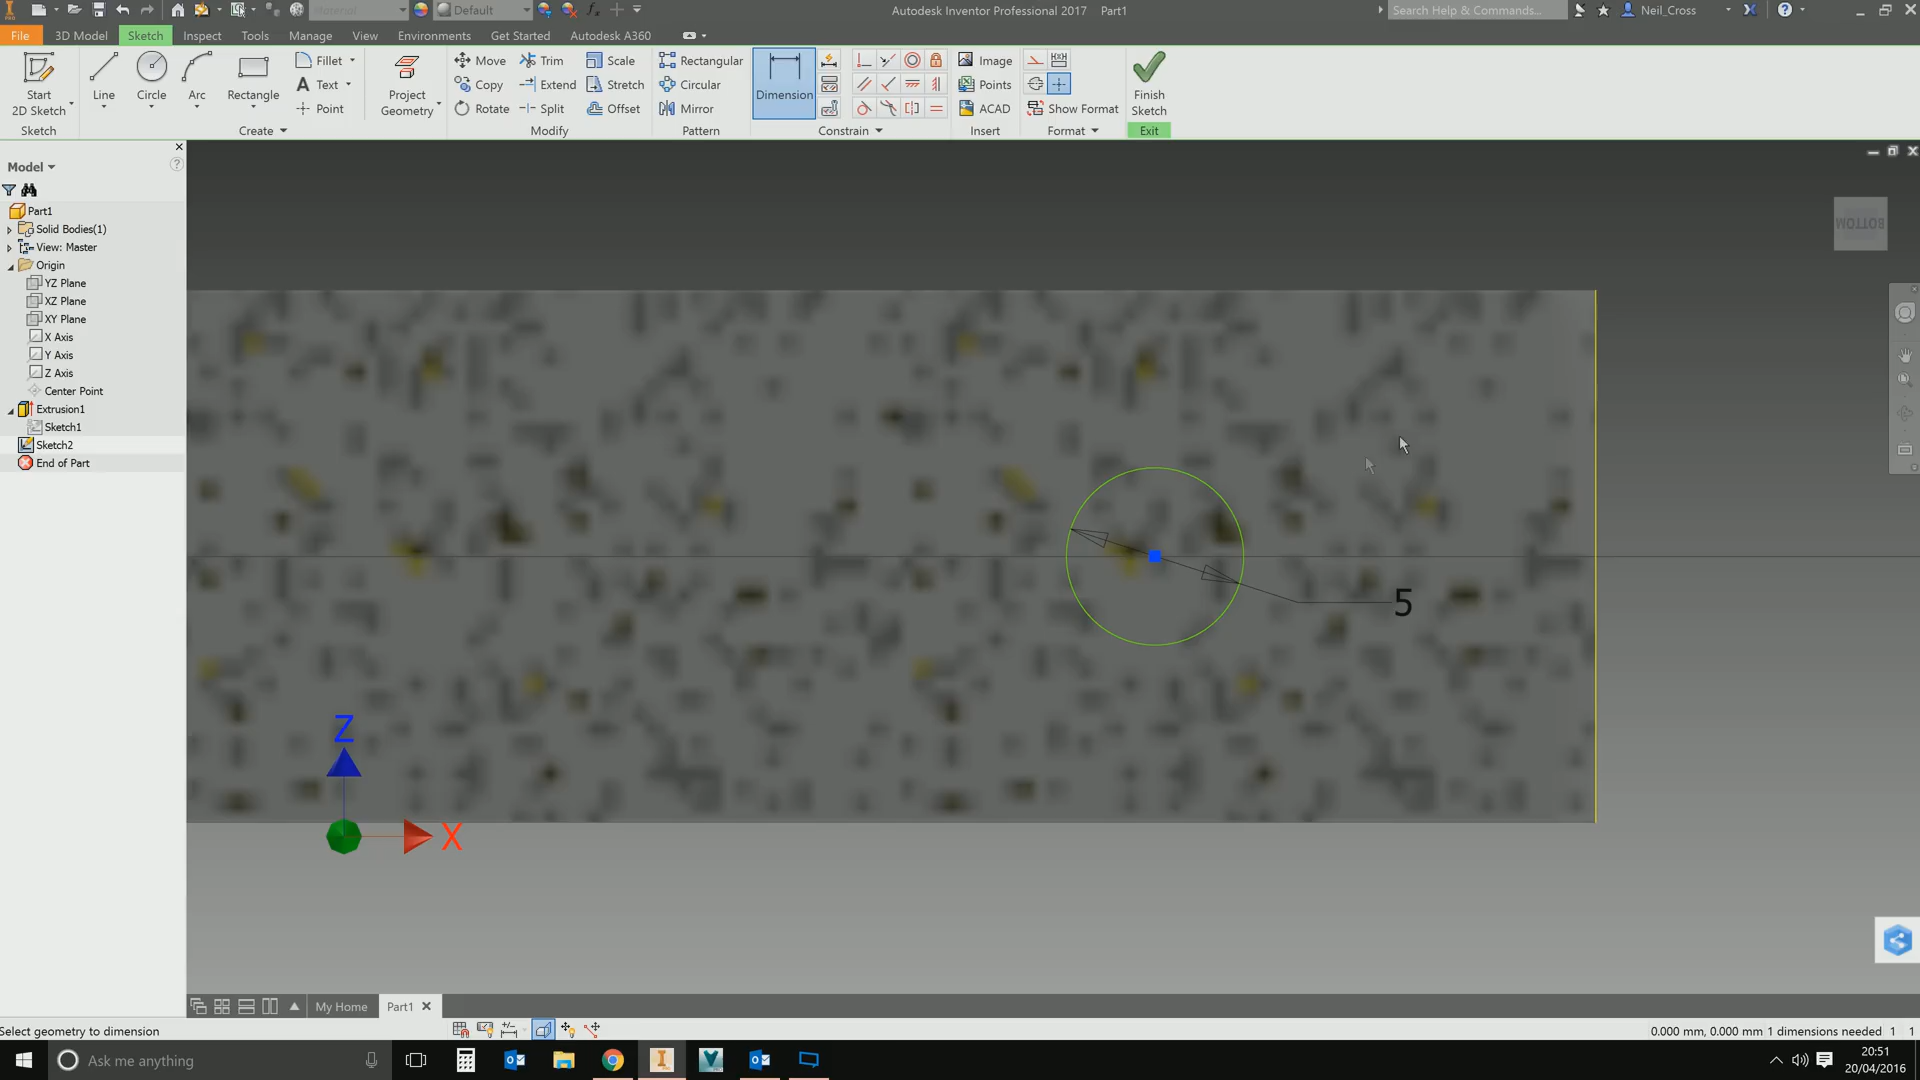 Material
Default
Autodesk Inventor Professional 2017 Part1
Search Help & Commands...
Neil_Cross
File 3D Model Sketch Inspect Tools Manage View Environments Get Started Autodesk A360
Start 2D Sketch
Line
Circle
Arc
Rectangle
Fillet
Text
Point
Project Geometry
Move
Copy
Rotate
Trim
Extend
Split
Scale
Stretch
Offset
Rectangular
Circular
Mirror
Dimension
Image
Points
ACAD
Show Format
Finish Sketch
Sketch Create Modify Pattern Constrain Insert Format Exit
Model
Part1
Solid Bodies(1)
View: Master
Origin
YZ Plane
XZ Plane
XY Plane
X Axis
Y Axis
Z Axis
Center Point
Extrusion1
Sketch1
Sketch2
End of Part
BOTTOM
5
Z
X
My Home Part1
Select geometry to dimension
0.000 mm, 0.000 mm 1 dimensions needed 1 1
Ask me anything
20:51
20/04/2016